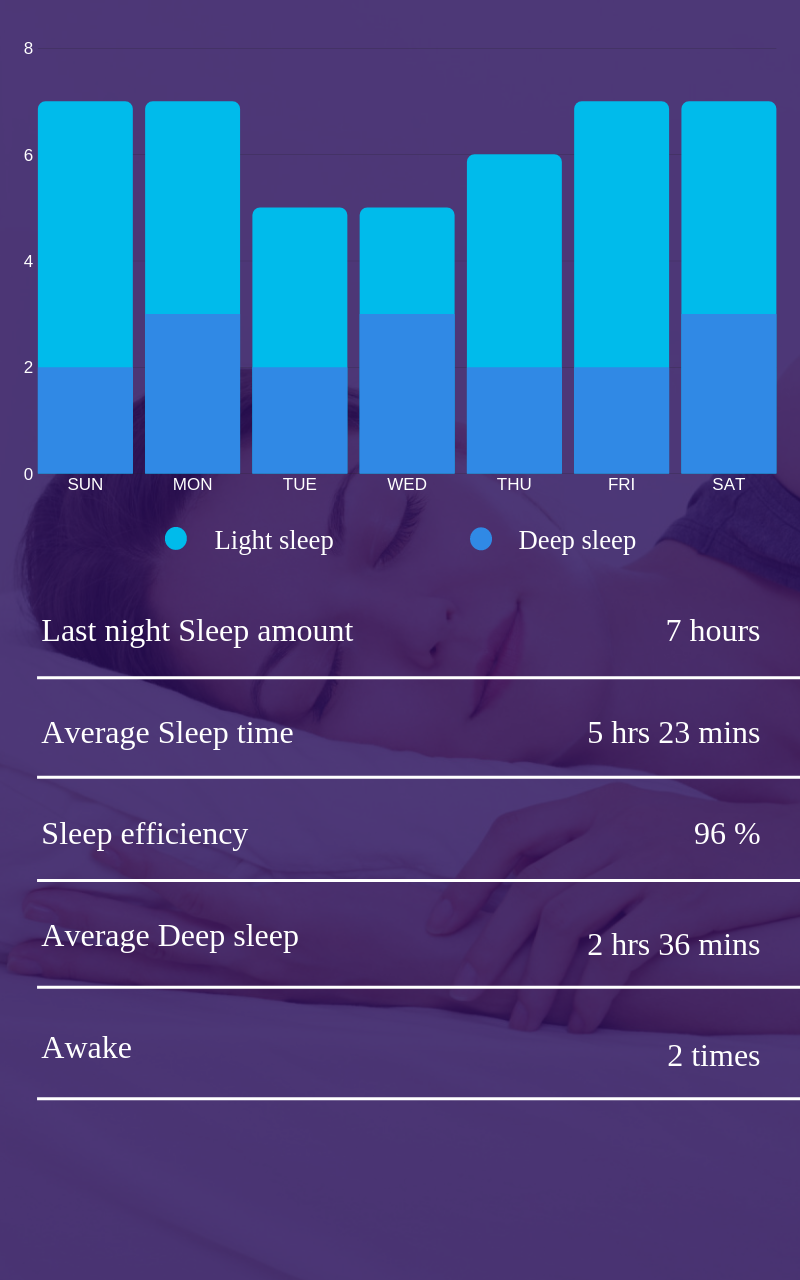 8
6
4
2
0
SUN MON TUE WED THU FRI SAT
Light sleep Deep sleep
Last night Sleep amount 7 hours
Average Sleep time 5 hrs 23 mins
Sleep efficiency 96 %
Average Deep sleep 2 hrs 36 mins
Awake 2 times